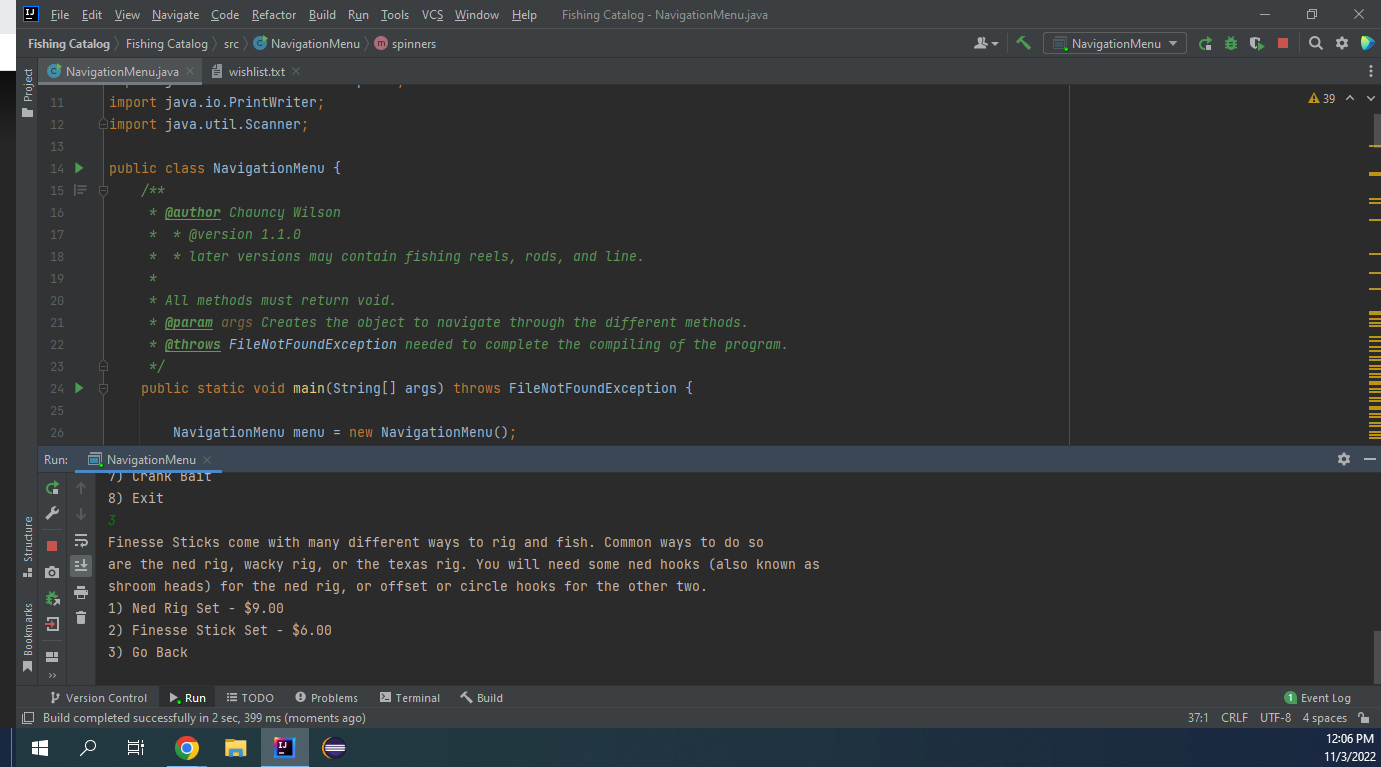 File Edit View Navigate Code Refactor Build Run Tools VCS Window Help Fishing Catalog - NavigationMenu.java
Fishing Catalog Fishing Catalog src NavigationMenu spinners NavigationMenu
NavigationMenu.java wishlist.txt
Project
39
11 import java.io.PrintWriter;
12 import java.util.Scanner;
13
14 public class NavigationMenu {
15 /**
16 * @author Chauncy Wilson
17 * * @version 1.1.0
18 * * later versions may contain fishing reels, rods, and line.
19 *
20 * All methods must return void.
21 * @param args Creates the object to navigate through the different methods.
22 * @throws FileNotFoundException needed to complete the compiling of the program.
23 */
24 public static void main(String[] args) throws FileNotFoundException {
25
26 NavigationMenu menu = new NavigationMenu();
Run: NavigationMenu
7) Crank Bait
8) Exit
3
Finesse Sticks come with many different ways to rig and fish. Common ways to do so
are the ned rig, wacky rig, or the texas rig. You will need some ned hooks (also known as
shroom heads) for the ned rig, or offset or circle hooks for the other two.
1) Ned Rig Set - $9.00
2) Finesse Stick Set - $6.00
3) Go Back
Structure
Bookmarks
Version Control Run TODO Problems Terminal Build 1 Event Log
Build completed successfully in 2 sec, 399 ms (moments ago) 37:1 CRLF UTF-8 4 spaces
12:06 PM
11/3/2022